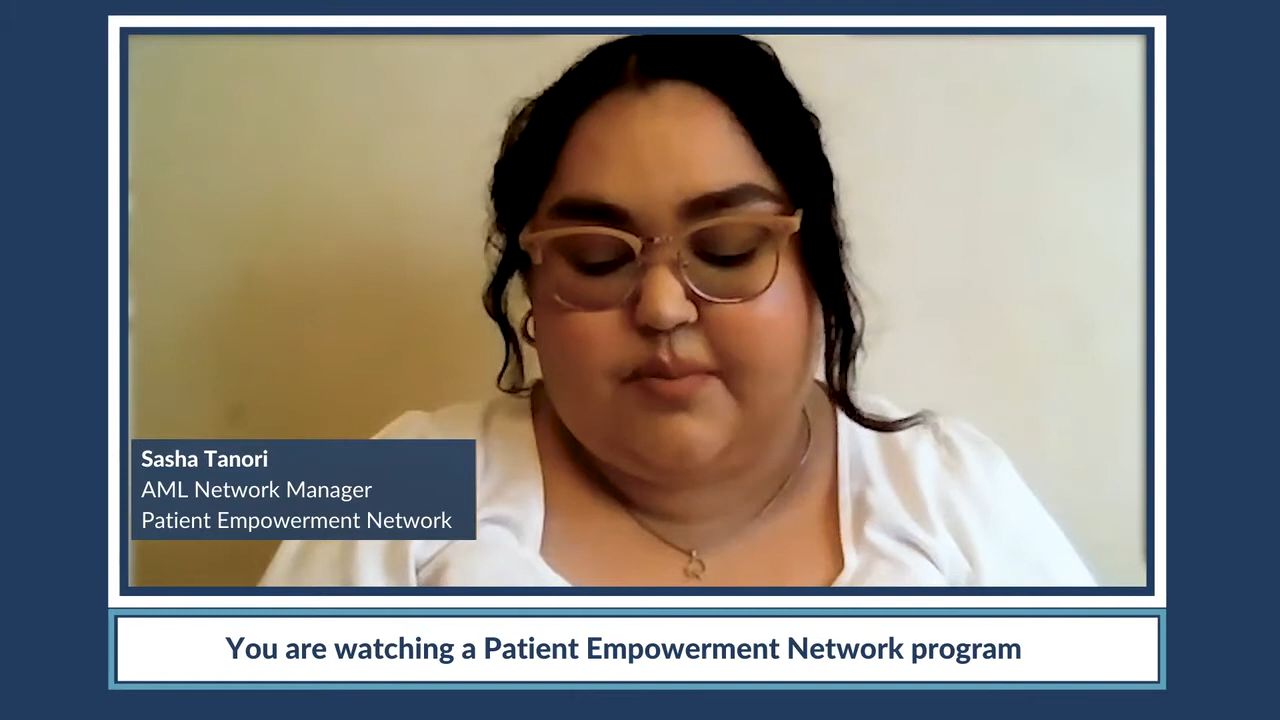 Sasha Tanori
AML Network Manager
Patient Empowerment Network
You are watching a Patient Empowerment Network program